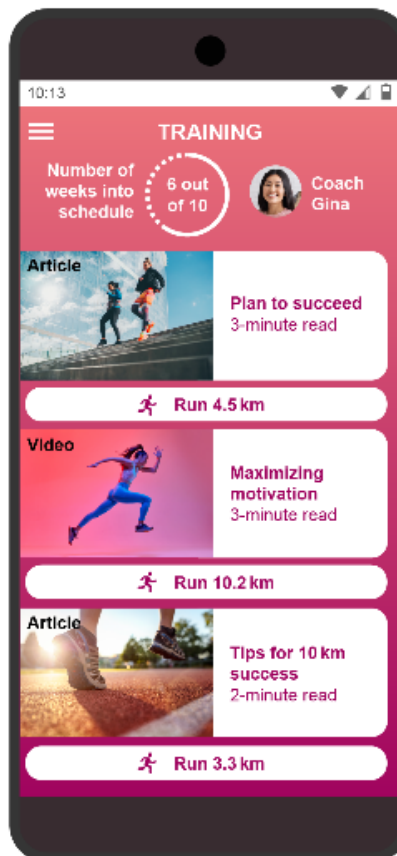 10:13
TRAINING
Number of
weeks into
schedule
6 out
of 10
Coach
Gina
Article
Plan to succeed
3-minute read
Run 4.5 km
Video
Maximizing
motivation
3-minute read
Run 10.2 km
Article
Tips for 10 km
success
2-minute read
Run 3.3 km